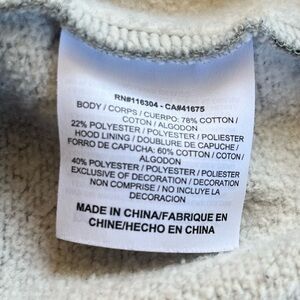 RN#116304 - CA#41675
BODY / CORPS / CUERPO: 78% COTTON /
COTON / ALGODON
22% POLYESTER / POLYESTER / POLIESTER
HOOD LINING / DOUBLURE DE CAPUCHE /
FORRO DE CAPUCHA: 60% COTTON / COTON /
ALGODON
40% POLYESTER / POLYESTER / POLIESTER
EXCLUSIVE OF DECORATION / DECORATION
NON COMPRISE / NO INCLUYE LA
DECORACION
MADE IN CHINA/FABRIQUE EN
CHINE/HECHO EN CHINA